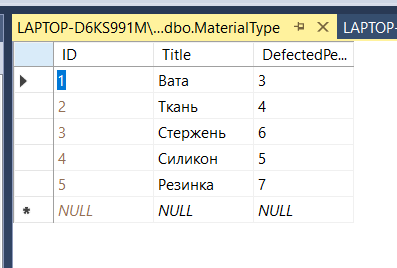 LAPTOP-D6KS991M\...dbo.MaterialType LAPTOP-
ID Title DefectedPe...
1 Вата 3
2 Ткань 4
3 Стержень 6
4 Силикон 5
5 Резинка 7
NULL NULL NULL